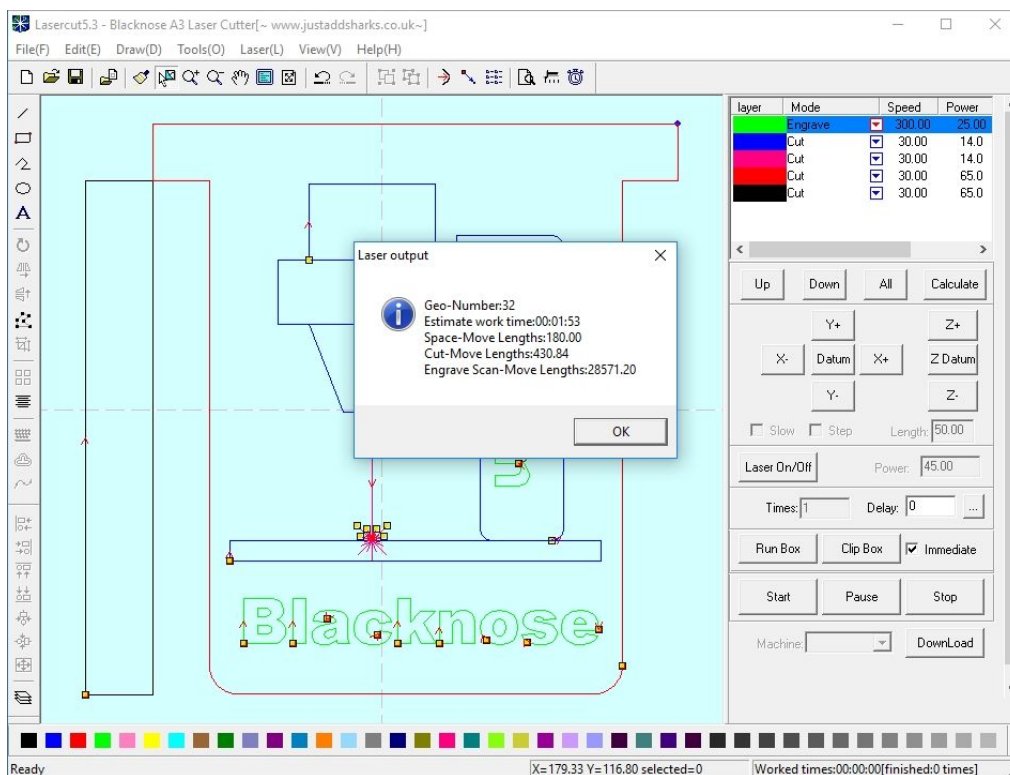 Lasercut5.3 - Blacknose A3 Laser Cutter[~ www.justaddsharks.co.uk~]
File(F) Edit(E) Draw(D) Tools(O) Laser(L) View(V) Help(H)
layer Mode Speed Power
Engrave 300.00 25.00
Cut 30.00 14.0
Cut 30.00 14.0
Cut 30.00 65.0
Cut 30.00 65.0
Laser output
Geo-Number:32
Estimate work time:00:01:53
Space-Move Lengths:180.00
Cut-Move Lengths:430.84
Engrave Scan-Move Lengths:28571.20
OK
Up Down All Calculate
Y+ Z+
X- Datum X+ Z Datum
Y- Z-
Slow Step Length: 50.00
Laser On/Off Power: 45.00
Times: 1 Delay: 0 ...
Run Box Clip Box Immediate
Start Pause Stop
Machine: DownLoad
A
3
Blacknose
Ready X=179.33 Y=116.80 selected=0 Worked times:00:00:00[finished:0 times]